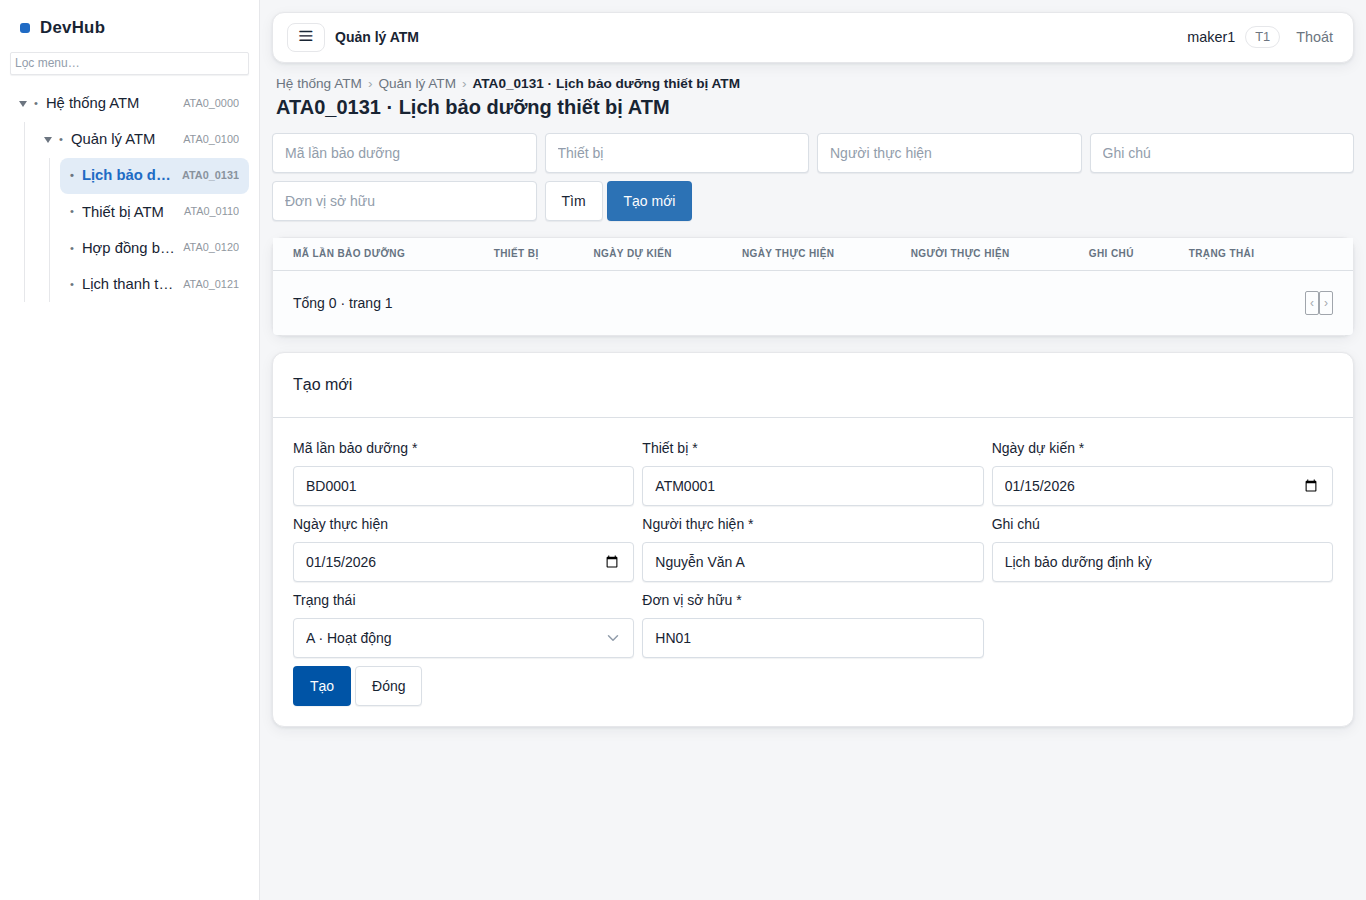 DevHub
Lọc menu…
Hệ thống ATM ATA0_0000
Quản lý ATM ATA0_0100
Lịch bảo d… ATA0_0131
Thiết bị ATM ATA0_0110
Hợp đồng b… ATA0_0120
Lịch thanh t… ATA0_0121
Quản lý ATM
maker1 T1 Thoát
Hệ thống ATM › Quản lý ATM › ATA0_0131 · Lịch bảo dưỡng thiết bị ATM
ATA0_0131 · Lịch bảo dưỡng thiết bị ATM
Mã lần bảo dưỡng Thiết bị Người thực hiện Ghi chú
Đơn vị sở hữu Tìm Tạo mới
MÃ LẦN BẢO DƯỠNG THIẾT BỊ NGÀY DỰ KIẾN NGÀY THỰC HIỆN NGƯỜI THỰC HIỆN GHI CHÚ TRẠNG THÁI
Tổng 0 · trang 1 ‹ ›
Tạo mới
Mã lần bảo dưỡng * Thiết bị * Ngày dự kiến *
BD0001 ATM0001 01/15/2026
Ngày thực hiện Người thực hiện * Ghi chú
01/15/2026 Nguyễn Văn A Lịch bảo dưỡng định kỳ
Trạng thái Đơn vị sở hữu *
A · Hoạt động HN01
Tạo Đóng